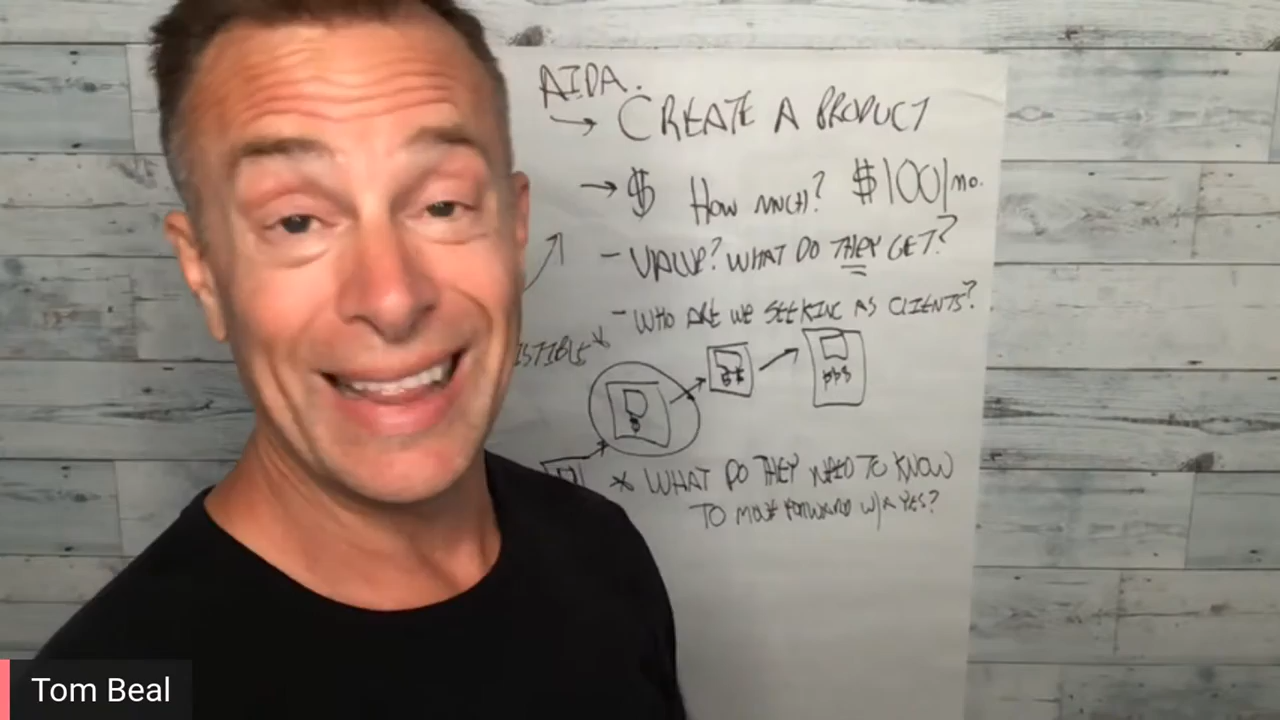 AIDA.
→ CREATE A PRODUCT
→ $ HOW MUCH? $100/mo.
- VALUE? WHAT DO THEY GET?
- WHO ARE WE SEEKING AS CLIENTS?
ISTIBLE
* WHAT DO THEY NEED TO KNOW
TO MOVE FORWARD W/A YES?
Tom Beal